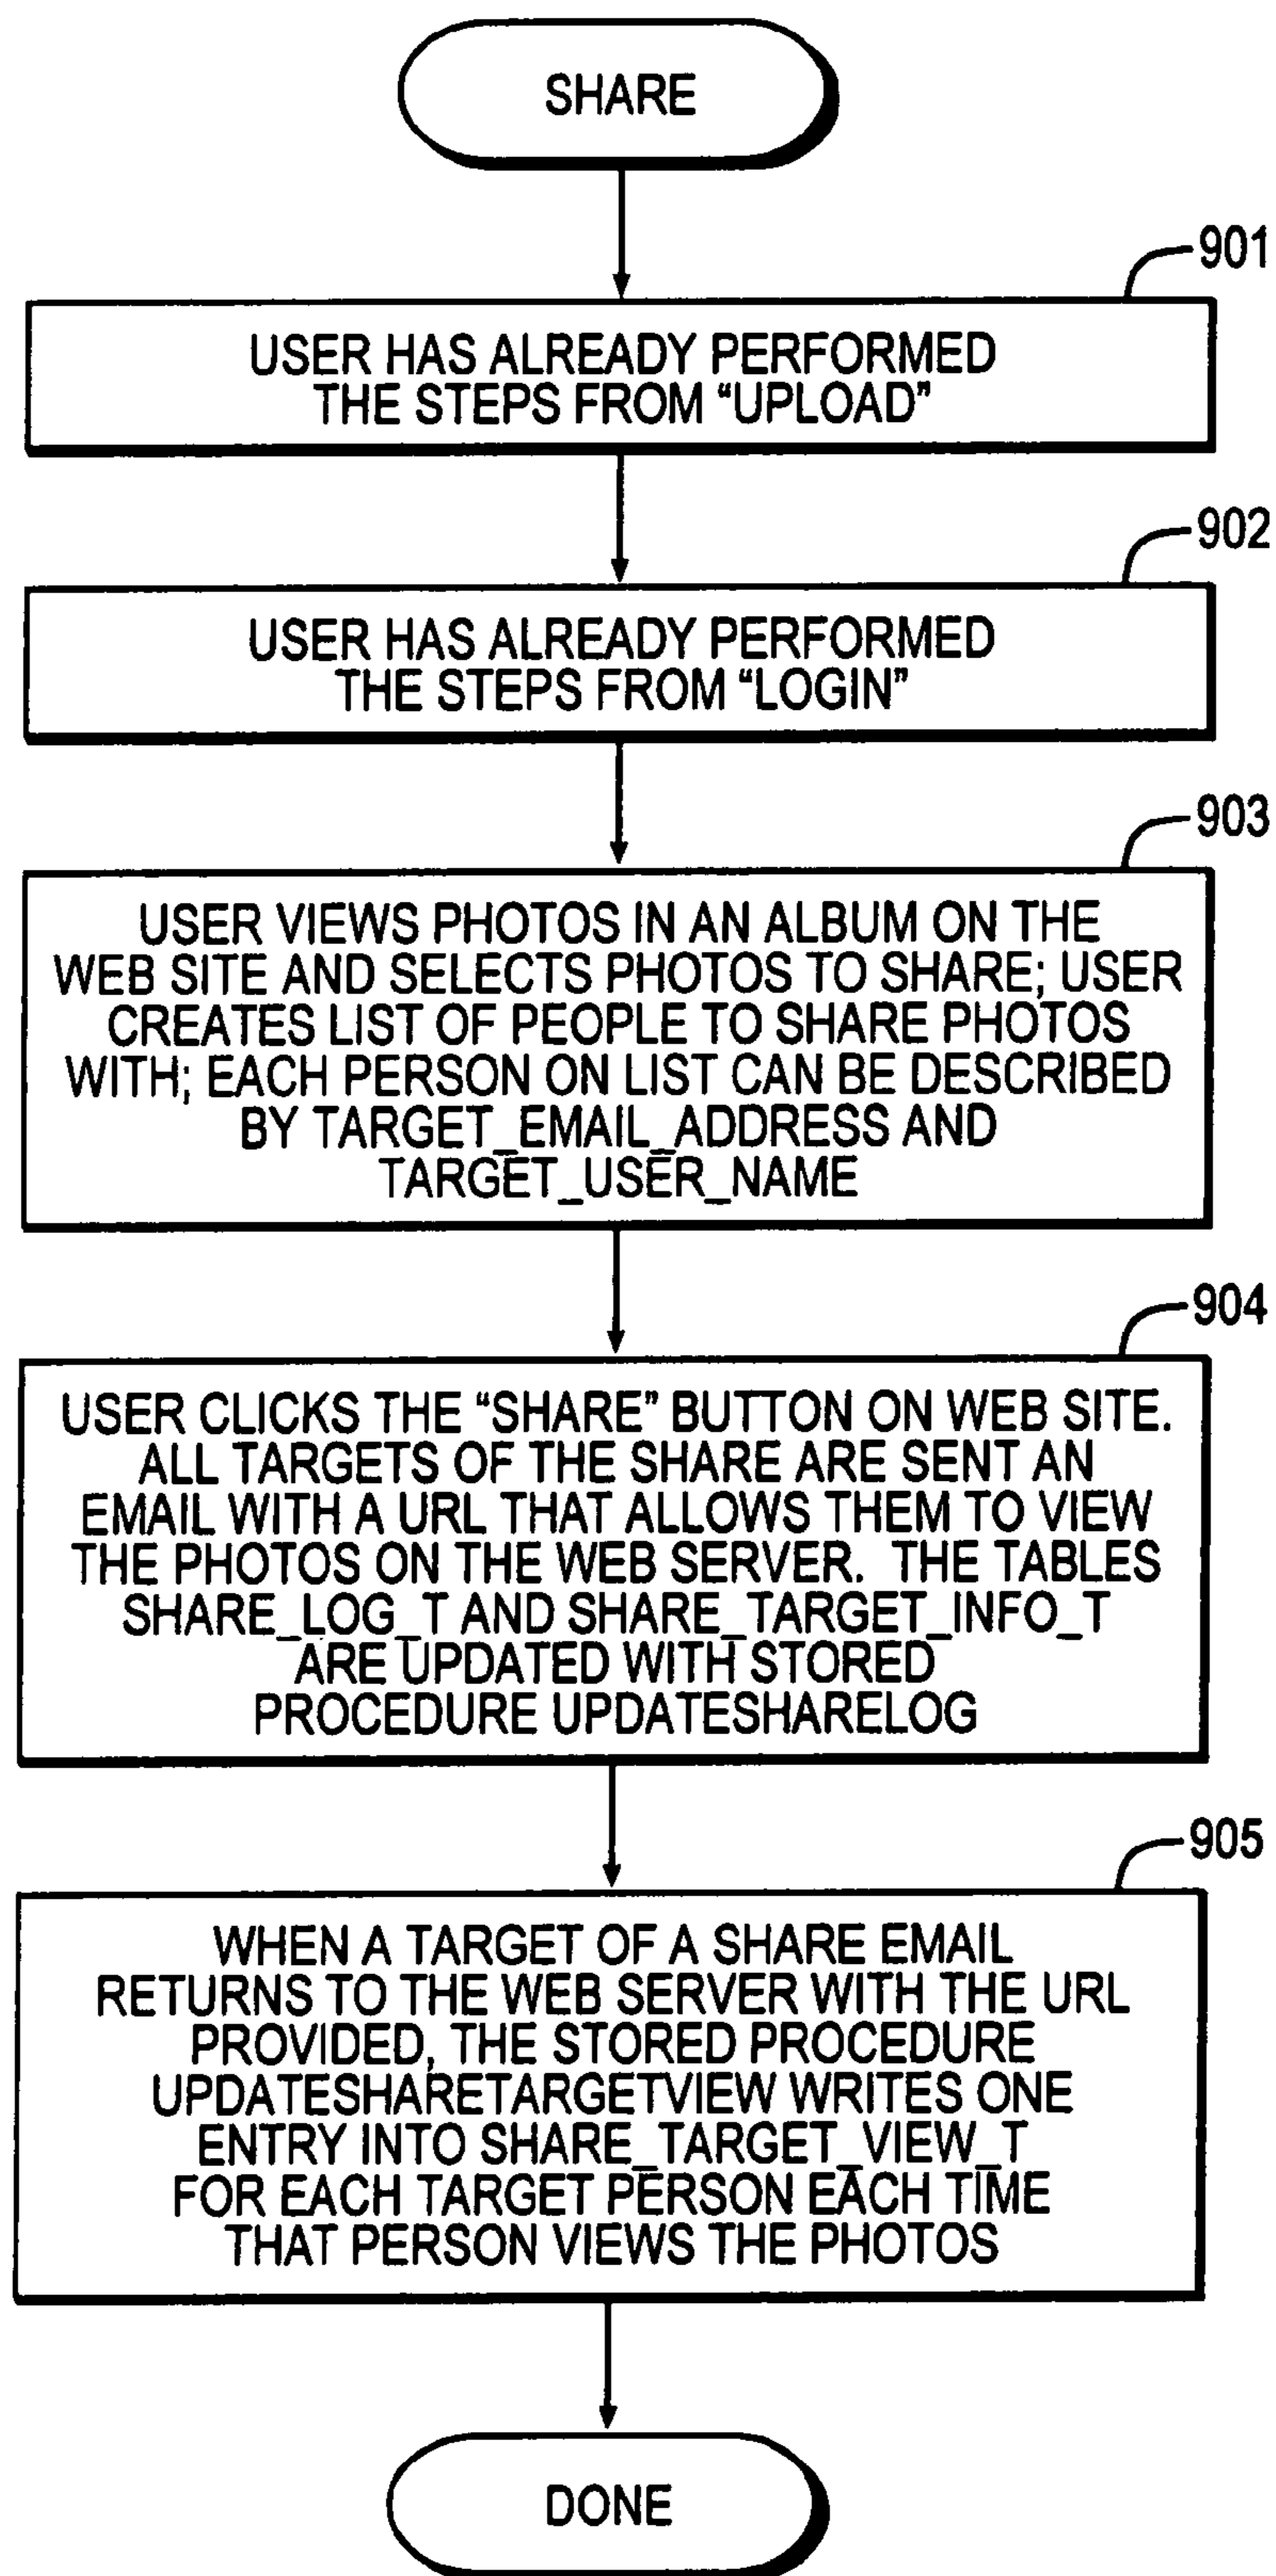 SHARE
901
USER HAS ALREADY PERFORMED
THE STEPS FROM “UPLOAD”
902
USER HAS ALREADY PERFORMED
THE STEPS FROM “LOGIN”
903
USER VIEWS PHOTOS IN AN ALBUM ON THE
WEB SITE AND SELECTS PHOTOS TO SHARE; USER
CREATES LIST OF PEOPLE TO SHARE PHOTOS
WITH; EACH PERSON ON LIST CAN BE DESCRIBED
BY TARGET_EMAIL_ADDRESS AND
TARGET_USER_NAME
904
USER CLICKS THE “SHARE” BUTTON ON WEB SITE.
ALL TARGETS OF THE SHARE ARE SENT AN
EMAIL WITH A URL THAT ALLOWS THEM TO VIEW
THE PHOTOS ON THE WEB SERVER. THE TABLES
SHARE_LOG_T AND SHARE_TARGET_INFO_T
ARE UPDATED WITH STORED
PROCEDURE UPDATESHARELOG
905
WHEN A TARGET OF A SHARE EMAIL
RETURNS TO THE WEB SERVER WITH THE URL
PROVIDED, THE STORED PROCEDURE
UPDATESHARETARGETVIEW WRITES ONE
ENTRY INTO SHARE_TARGET_VIEW_T
FOR EACH TARGET PERSON EACH TIME
THAT PERSON VIEWS THE PHOTOS
DONE